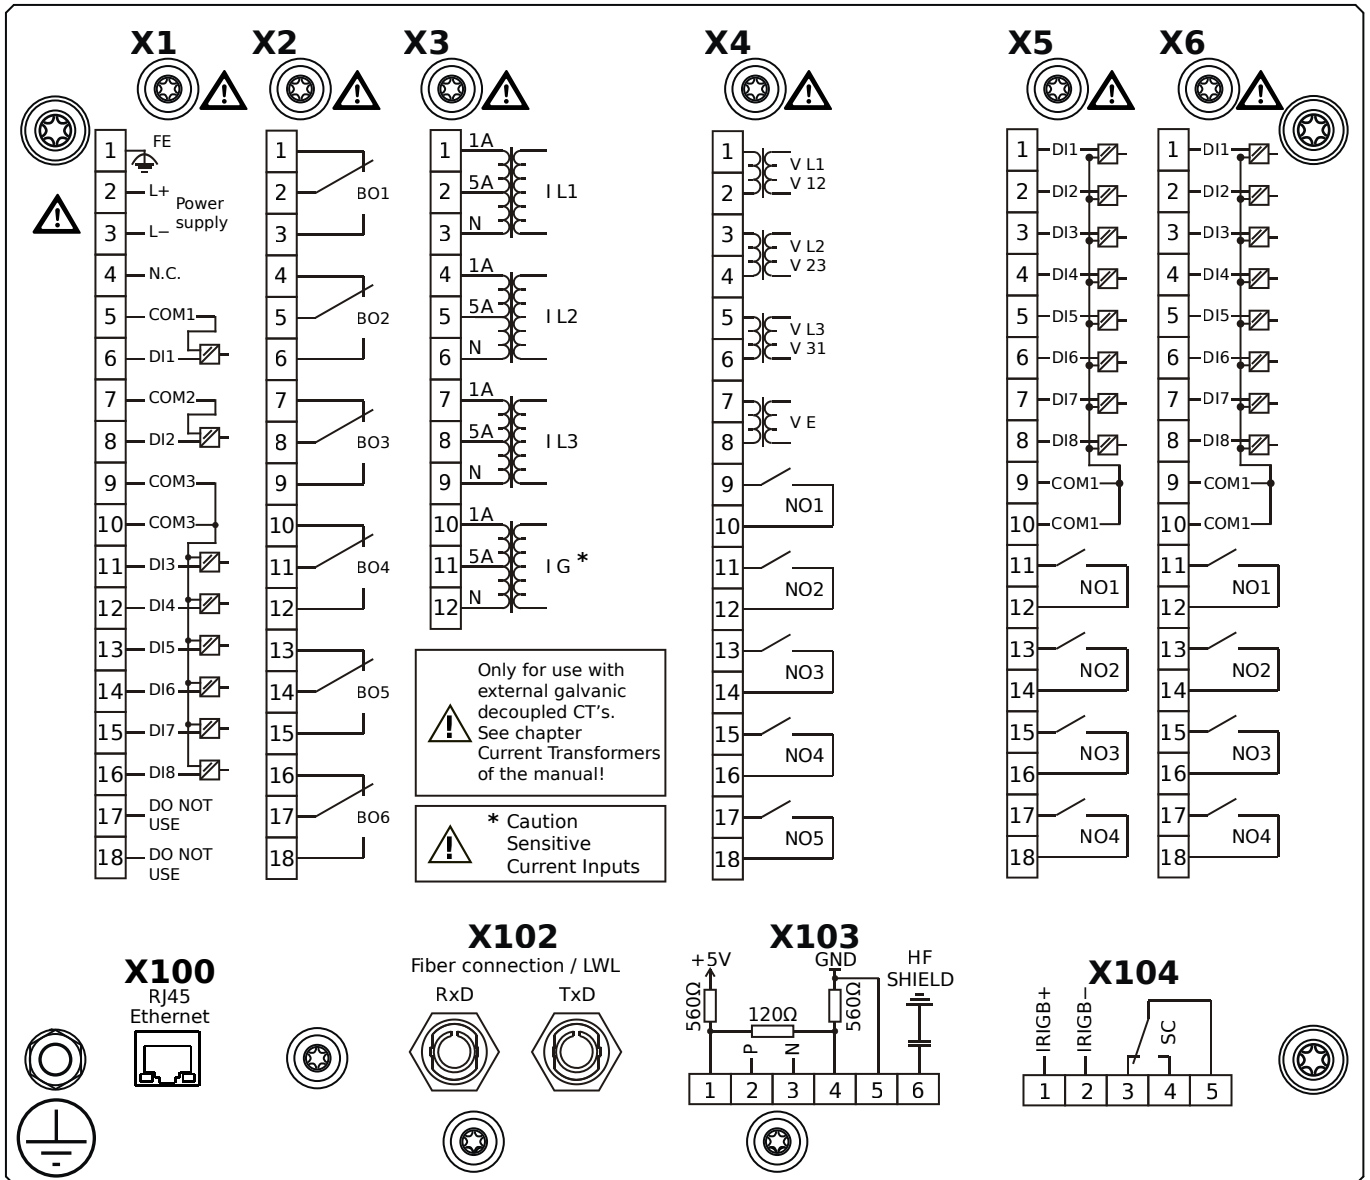 X1 X2 X3 X4 X5 X6
1 FE
2 L+ Power
supply
3 L−
4 N.C.
5 COM1
6 DI1
7 COM2
8 DI2
9 COM3
10 COM3
11 DI3
12 DI4
13 DI5
14 DI6
15 DI7
16 DI8
17 DO NOT
USE
18 DO NOT
USE
1
2 BO1
3
4
5 BO2
6
7
8 BO3
9
10
11 BO4
12
13
14 BO5
15
16
17 BO6
18
1 1A
2 5A I L1
3 N
4 1A
5 5A I L2
6 N
7 1A
8 5A I L3
9 N
10 1A
11 5A I G *
12 N
Only for use with
external galvanic
decoupled CT's.
See chapter
Current Transformers
of the manual!
* Caution
Sensitive
Current Inputs
1 V L1
2 V 12
3 V L2
4 V 23
5 V L3
6 V 31
7 V E
8
9 NO1
10
11 NO2
12
13 NO3
14
15 NO4
16
17 NO5
18
1 DI1
2 DI2
3 DI3
4 DI4
5 DI5
6 DI6
7 DI7
8 DI8
9 COM1
10 COM1
11 NO1
12
13 NO2
14
15 NO3
16
17 NO4
18
1 DI1
2 DI2
3 DI3
4 DI4
5 DI5
6 DI6
7 DI7
8 DI8
9 COM1
10 COM1
11 NO1
12
13 NO2
14
15 NO3
16
17 NO4
18
X100
RJ45
Ethernet
X102
Fiber connection / LWL
RxD TxD
X103
+5V GND HF
SHIELD
560Ω 120Ω 560Ω
P N
1 2 3 4 5 6
X104
IRIGB+ IRIGB− SC
1 2 3 4 5